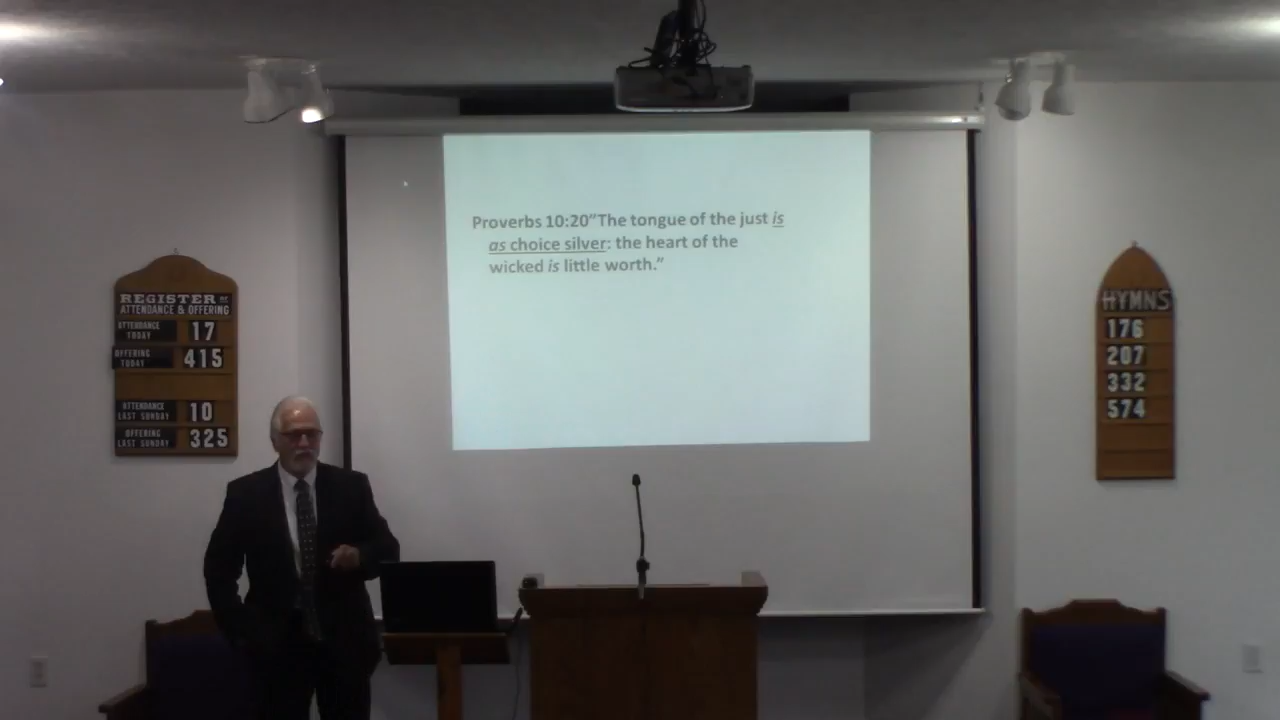 Proverbs 10:20"The tongue of the just is
as choice silver: the heart of the
wicked is little worth."
REGISTER OF
ATTENDANCE & OFFERING
ATTENDANCE
TODAY 17
OFFERING
TODAY 415
ATTENDANCE
LAST SUNDAY 10
OFFERING
LAST SUNDAY 325
HYMNS
176
207
332
574